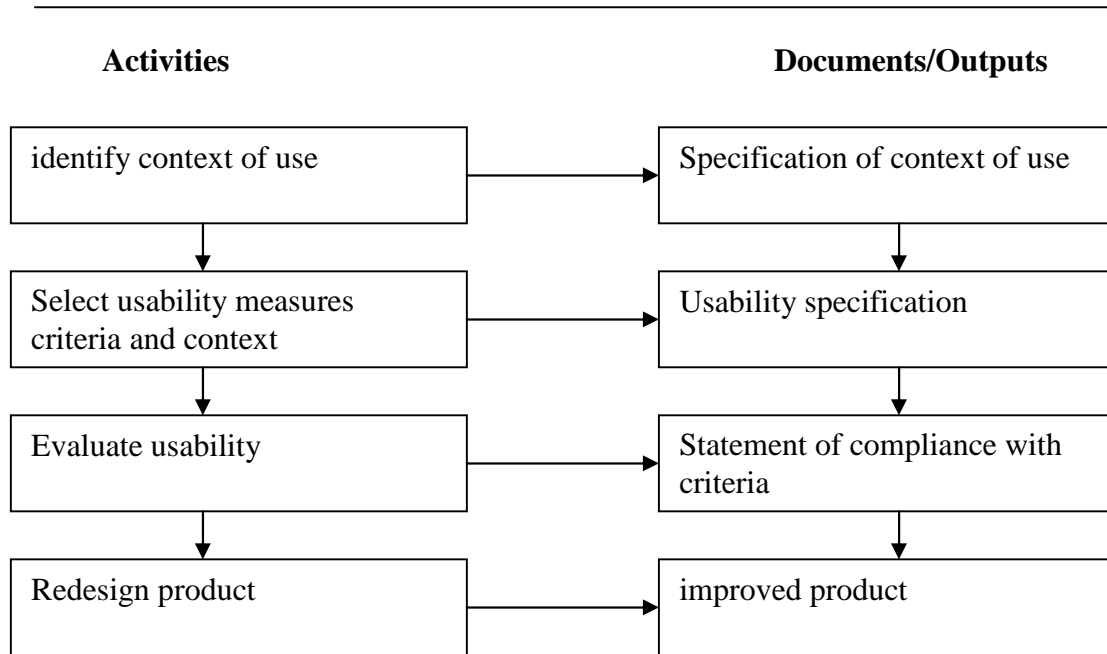 Activities
Documents/Outputs
identify context of use
Specification of context of use
Select usability measures
criteria and context
Usability specification
Evaluate usability
Statement of compliance with
criteria
Redesign product
improved product